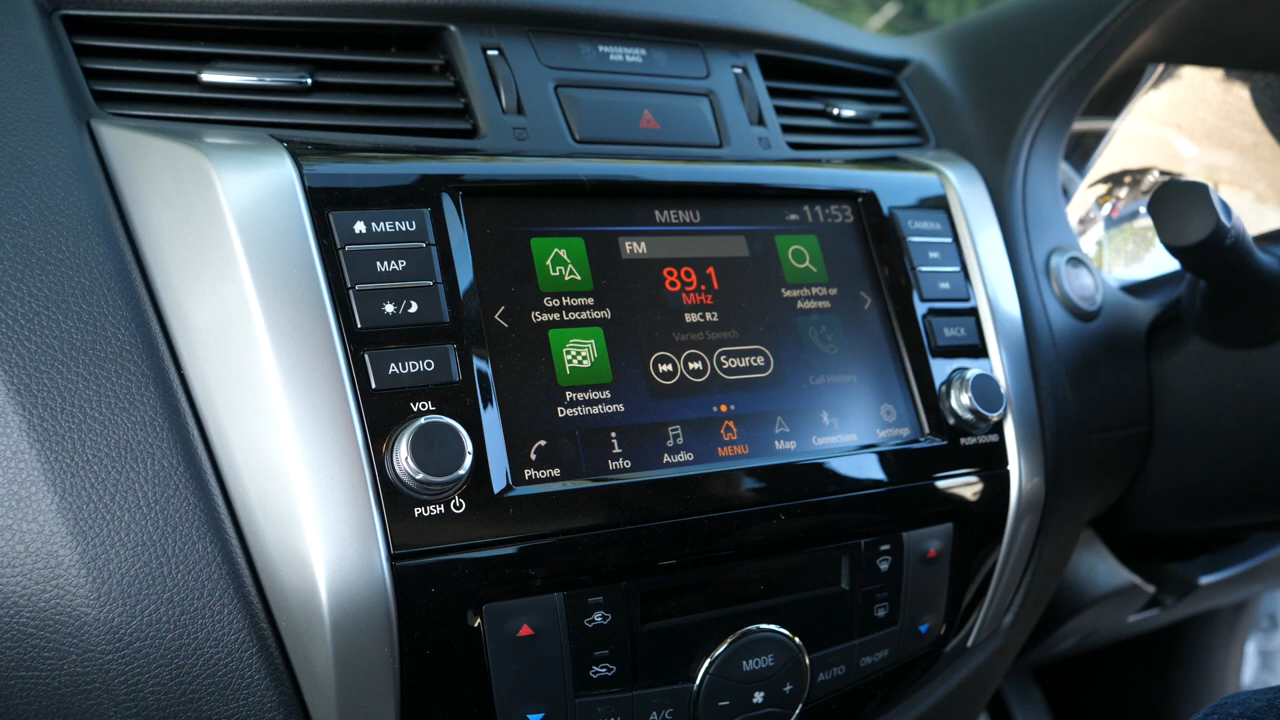 PASSENGER
AIR BAG
MENU
MAP
AUDIO
VOL
PUSH
MENU
11:53
Go Home
(Save Location)
Previous
Destinations
FM
89.1
MHz
BBC R2
Varied Speech
Source
Search POI or
Address
Call History
Phone
Info
Audio
MENU
Map
Connections
Settings
CAMERA
BACK
PUSH SOUND
MODE
A/C
AUTO
ON·OFF